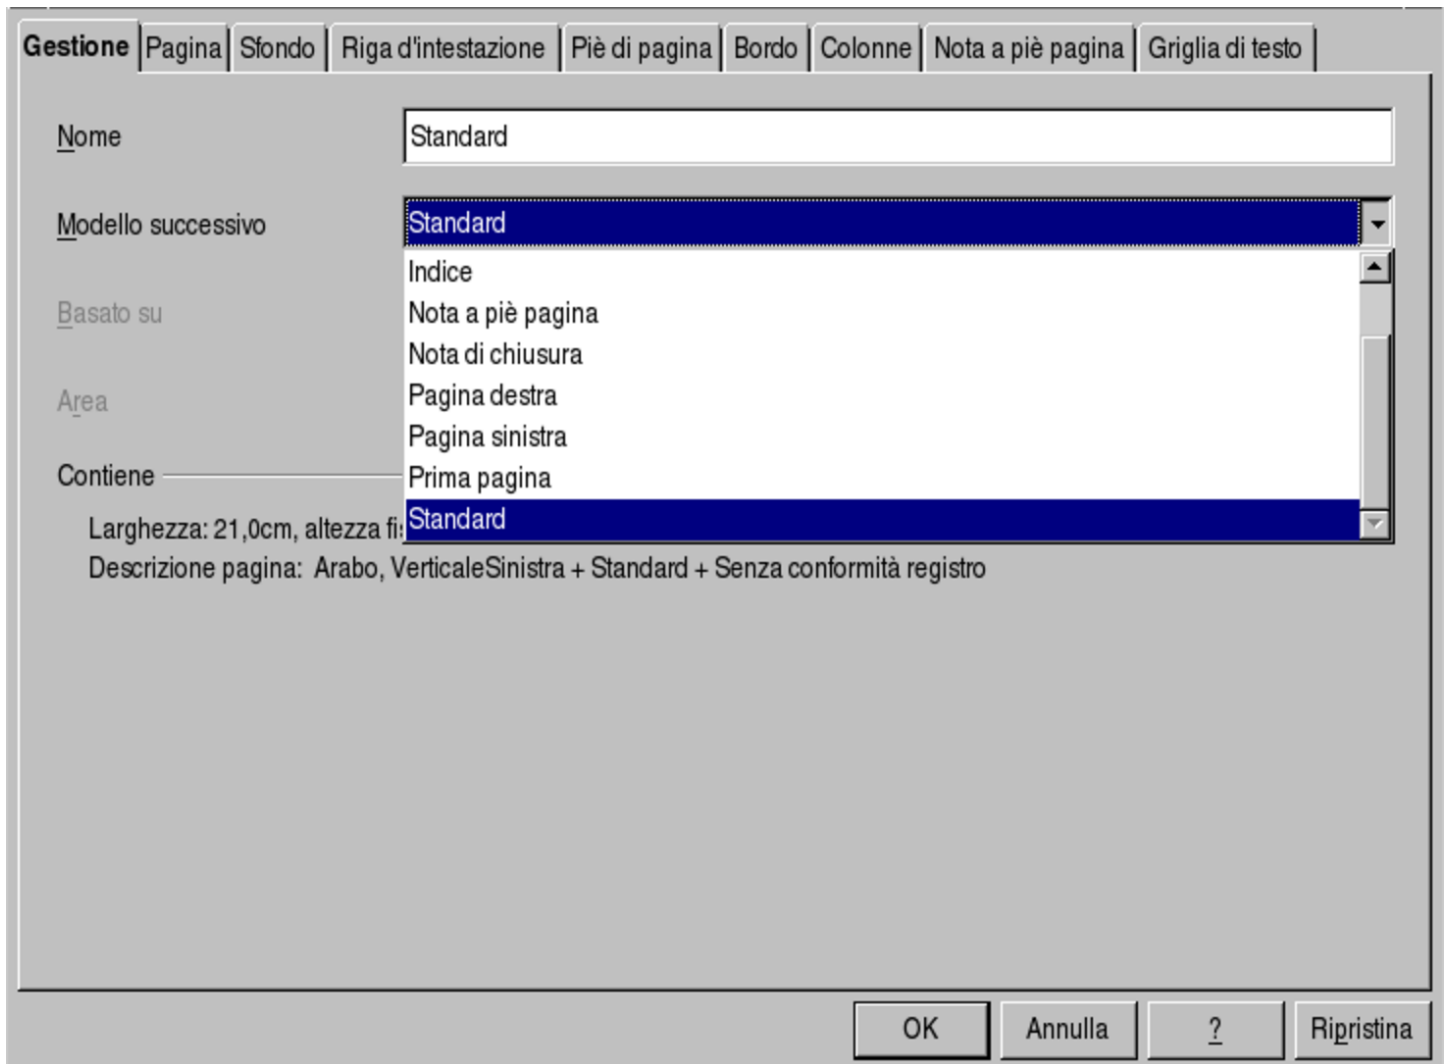 Gestione Pagina Sfondo Riga d'intestazione Piè di pagina Bordo Colonne Nota a piè pagina Griglia di testo
Nome Standard
Modello successivo Standard
Indice
Basato su Nota a piè pagina
Nota di chiusura
Area Pagina destra
Pagina sinistra
Contiene Prima pagina
Larghezza: 21,0cm, altezza Standard
Descrizione pagina: Arabo, VerticaleSinistra + Standard + Senza conformità registro
OK Annulla ? Ripristina